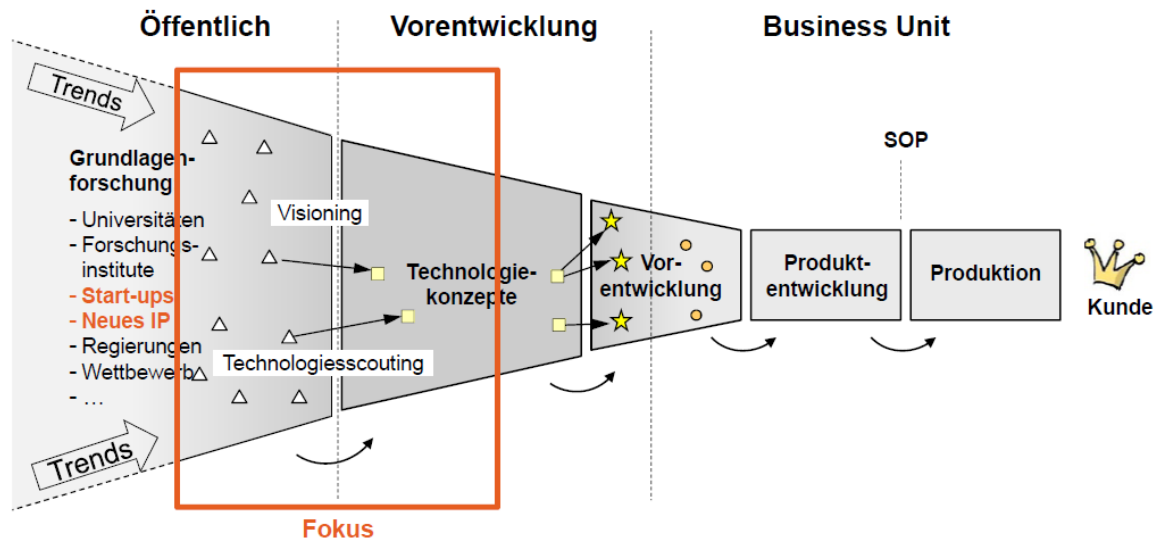 Öffentlich
Vorentwicklung
Business Unit
Trends
SOP
Grundlagen-
forschung
- Universitäten
- Forschungs-
institute
- Start-ups
- Neues IP
- Regierungen
- Wettbewerb
- ...
Visioning
Technologiesscouting
Technologie-
konzepte
Vor-
entwicklung
Produkt-
entwicklung
Produktion
Kunde
Trends
Fokus